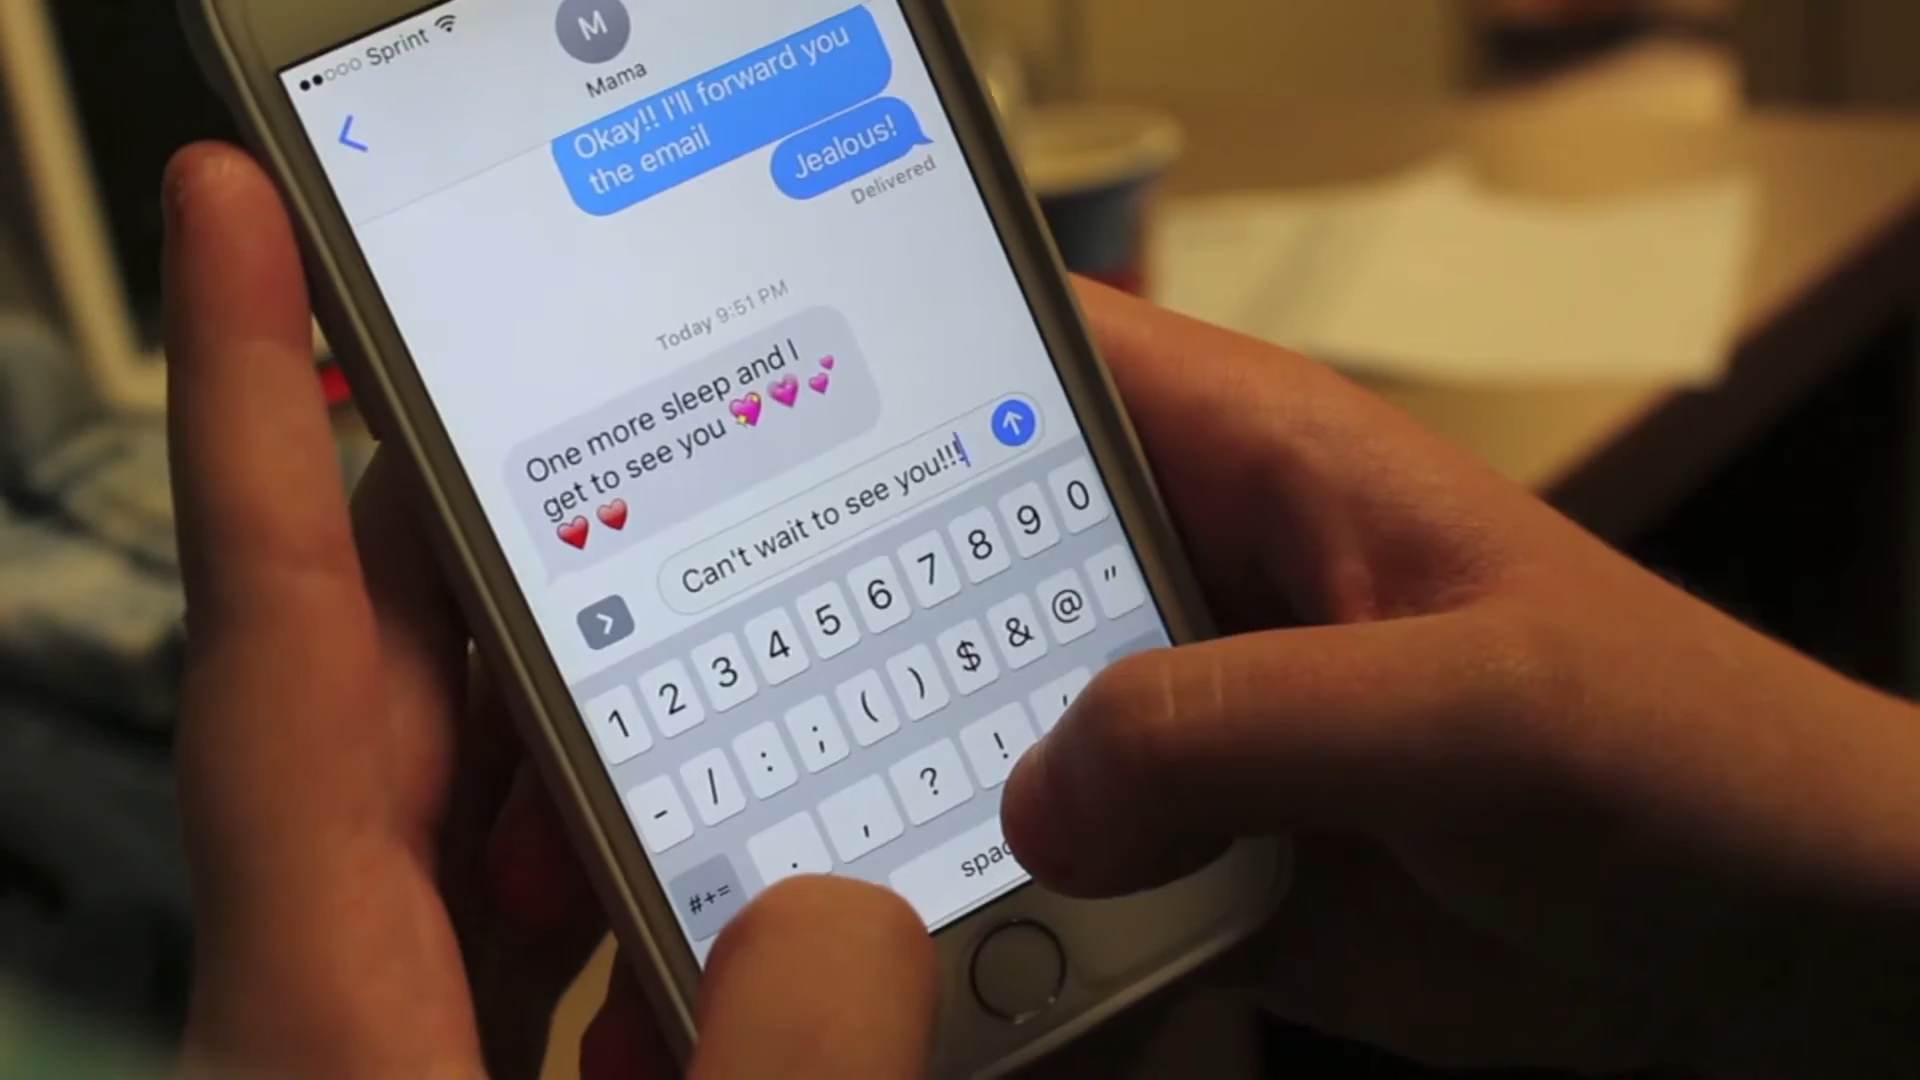 Sprint
M
Mama
Okay!! I'll forward you
the email
Jealous!
Delivered
Today 9:51 PM
One more sleep and I
get to see you 💖 💓 💕
❤️ ❤️
Can't wait to see you!!!
1 2 3 4 5 6 7 8 9 0
- / : ; ( ) $ & @ "
#+= . , ? ! '